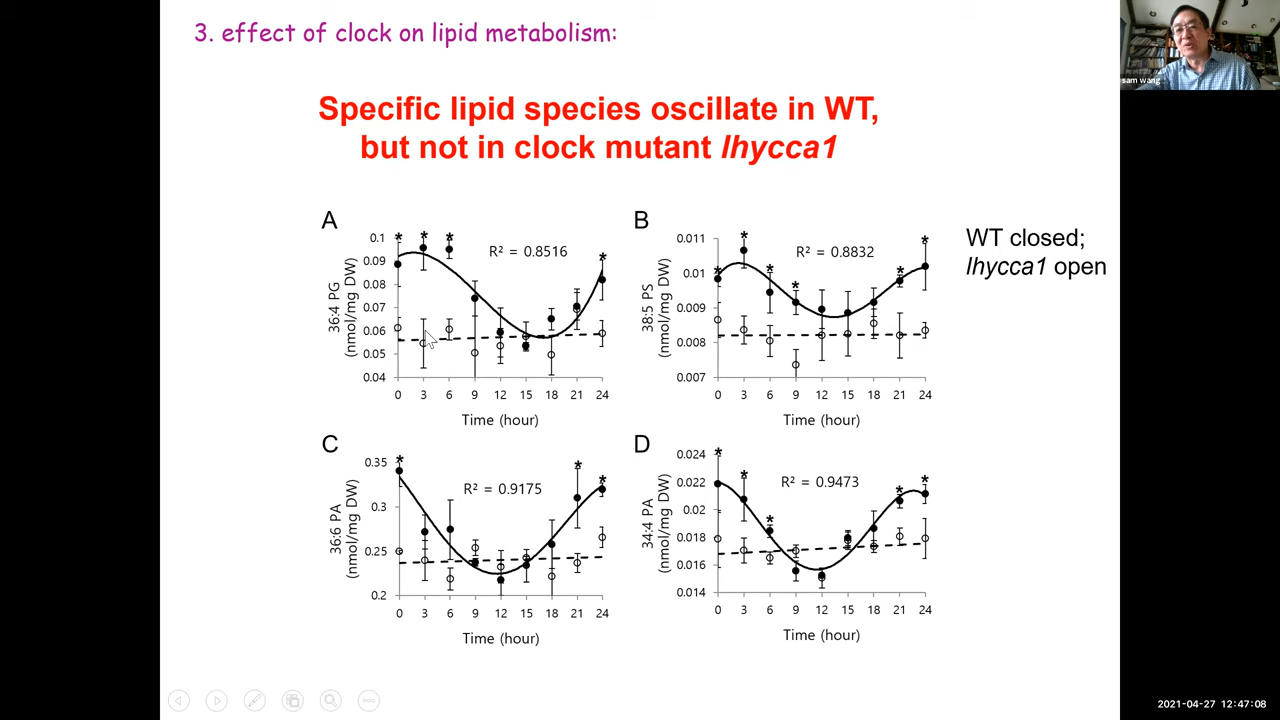 3. effect of clock on lipid metabolism:
sam wang
Specific lipid species oscillate in WT,
but not in clock mutant lhycca1
WT closed;
lhycca1 open
A
36:4 PG
(nmol/mg DW)
0.1
0.09
0.08
0.07
0.06
0.05
0.04
* * * *
R² = 0.8516
0 3 6 9 12 15 18 21 24
Time (hour)
B
38:5 PS
(nmol/mg DW)
0.011
0.01
0.009
0.008
0.007
* * * * * *
R² = 0.8832
0 3 6 9 12 15 18 21 24
Time (hour)
C
36:6 PA
(nmol/mg DW)
0.35
0.3
0.25
0.2
* * *
R² = 0.9175
0 3 6 9 12 15 18 21 24
Time (hour)
D
34:4 PA
(nmol/mg DW)
0.024
0.022
0.02
0.018
0.016
0.014
* * * * *
R² = 0.9473
0 3 6 9 12 15 18 21 24
Time (hour)
2021-04-27 12:47:08